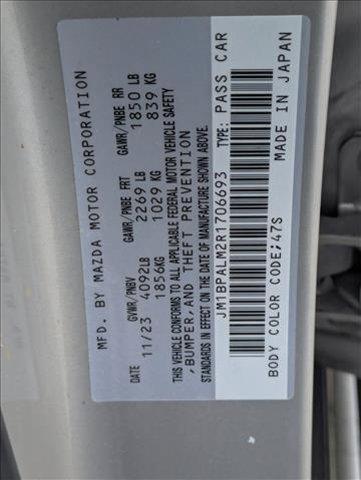 MFD. BY MAZDA MOTOR CORPORATION
GVWR/PNBV GAWR/PNBE FRT GAWR/PNBE RR
DATE 11/23 4092LB 2269 LB 1850 LB
1856KG 1029 KG 839 KG
THIS VEHICLE CONFORMS TO ALL APPLICABLE FEDERAL MOTOR VEHICLE SAFETY
,BUMPER,AND THEFT PREVENTION
STANDARDS IN EFFECT ON THE DATE OF MANUFACTURE SHOWN ABOVE.
JM1BPALM2R1706693 TYPE: PASS CAR
BODY COLOR CODE;47S MADE IN JAPAN